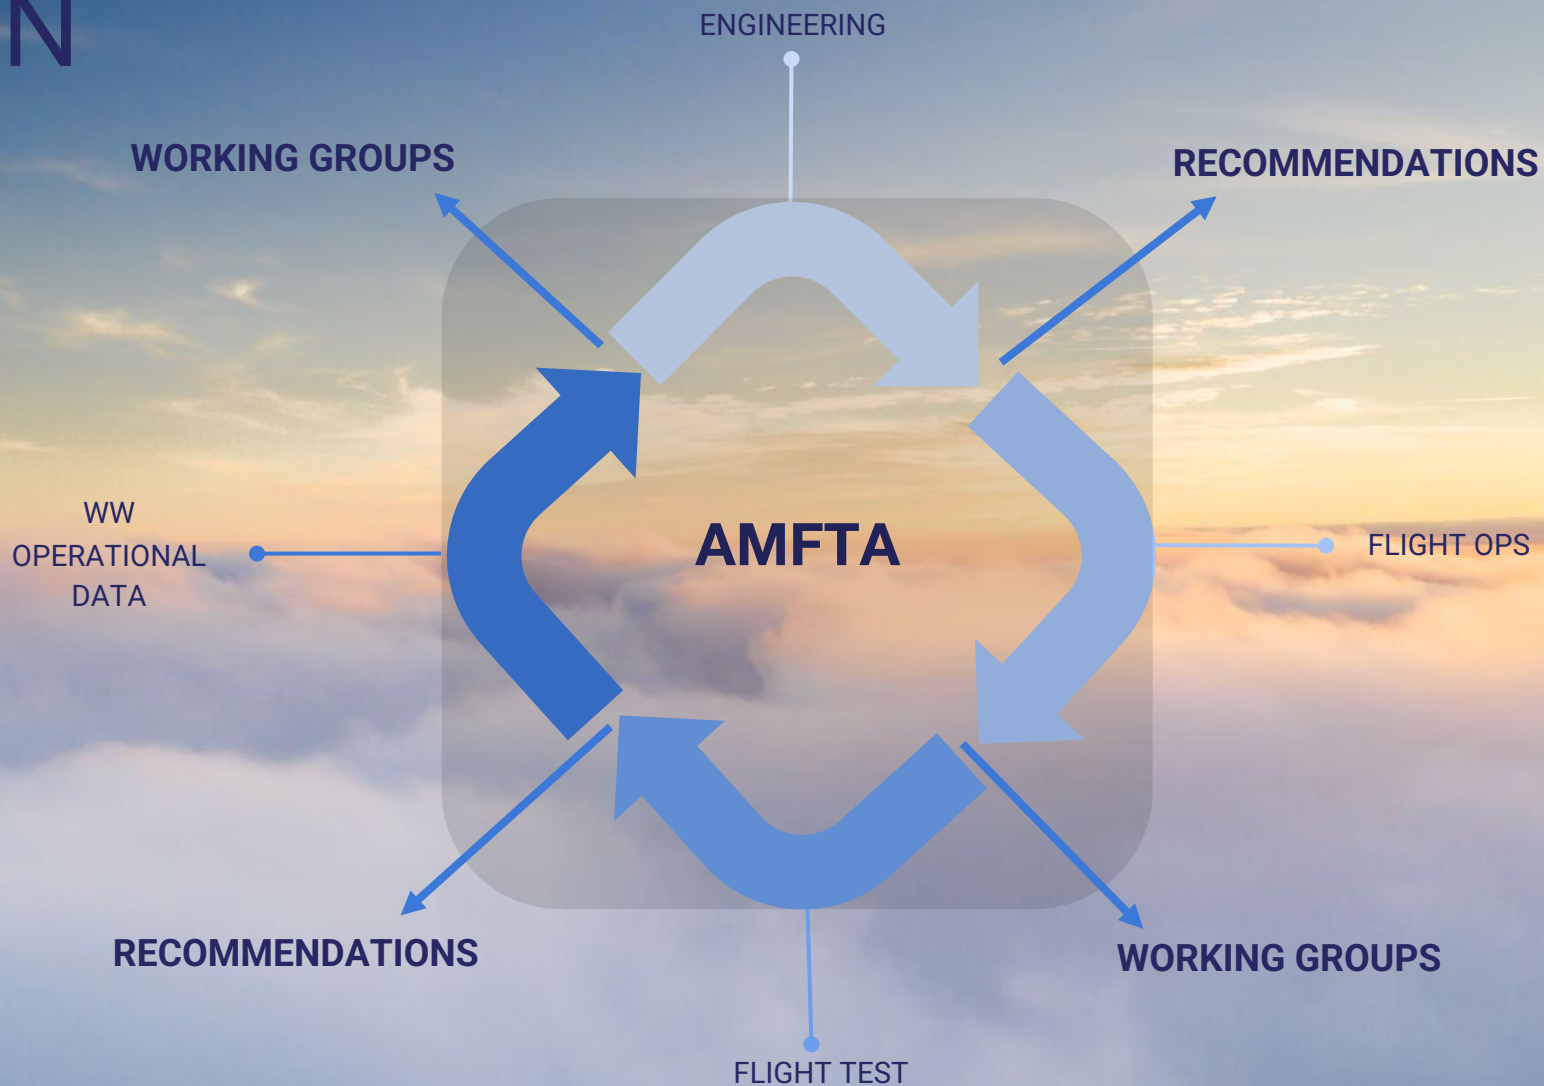 N
ENGINEERING
WORKING GROUPS
RECOMMENDATIONS
WW
OPERATIONAL
DATA
AMFTA
FLIGHT OPS
RECOMMENDATIONS
WORKING GROUPS
FLIGHT TEST